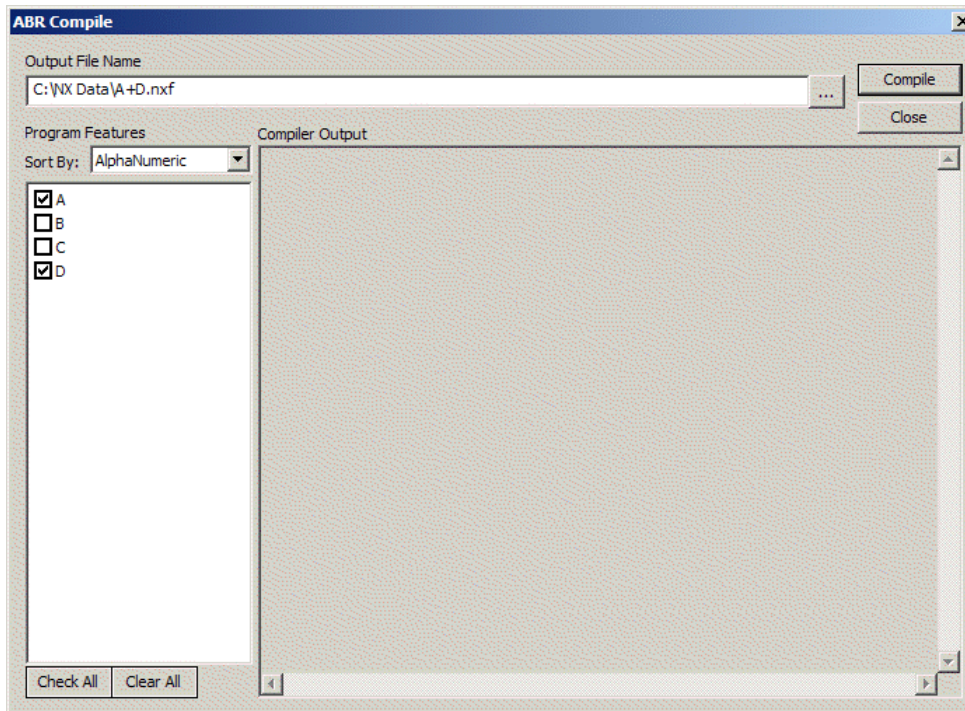 ABR Compile
Output File Name
C:\NX Data\A+D.nxf
...
Compile
Close
Program Features
Sort By: AlphaNumeric
Compiler Output
A
B
C
D
Check All
Clear All